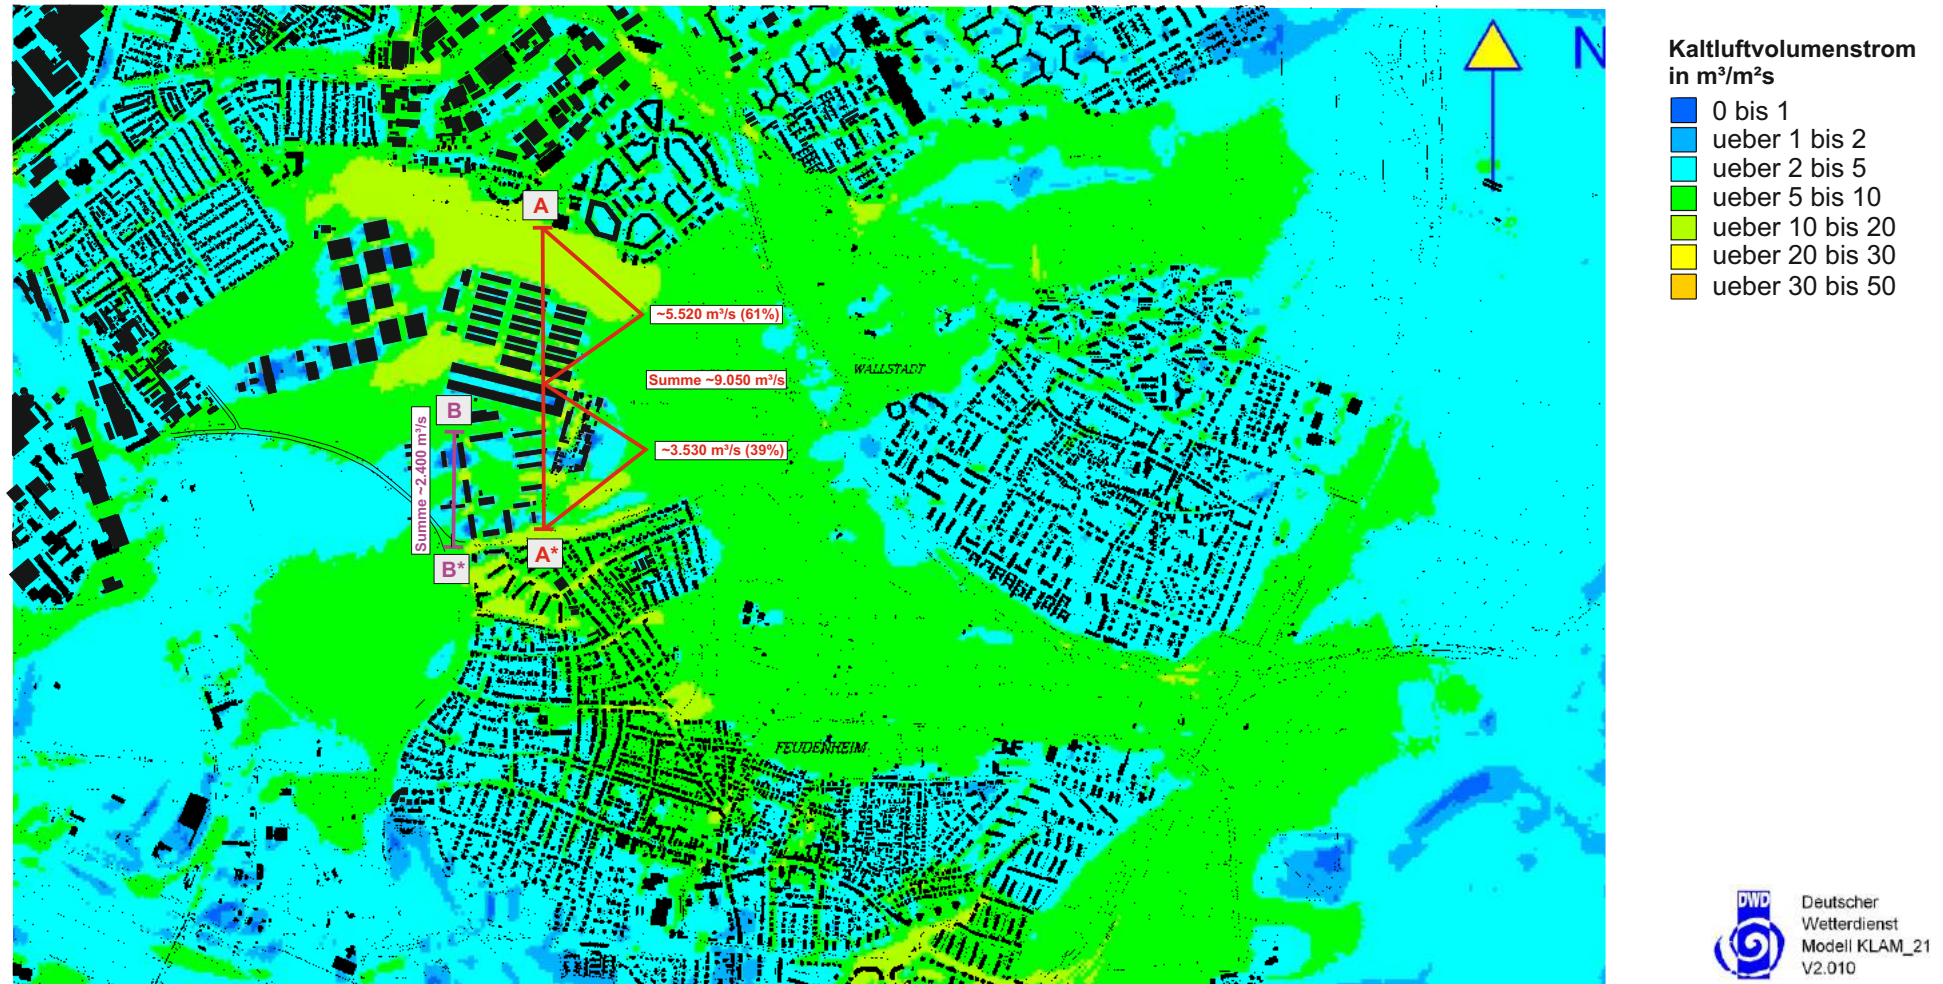 N
Kaltluftvolumenstrom
in m³/m²s
0 bis 1
ueber 1 bis 2
ueber 2 bis 5
ueber 5 bis 10
ueber 10 bis 20
ueber 20 bis 30
ueber 30 bis 50
A
~5.520 m³/s (61%)
Summe ~9.050 m³/s
WALLSTADT
B
Summe ~2.400 m³/s
~3.530 m³/s (39%)
A*
B*
FEUDENHEIM
DWD
Deutscher
Wetterdienst
Modell KLAM_21
V2.010